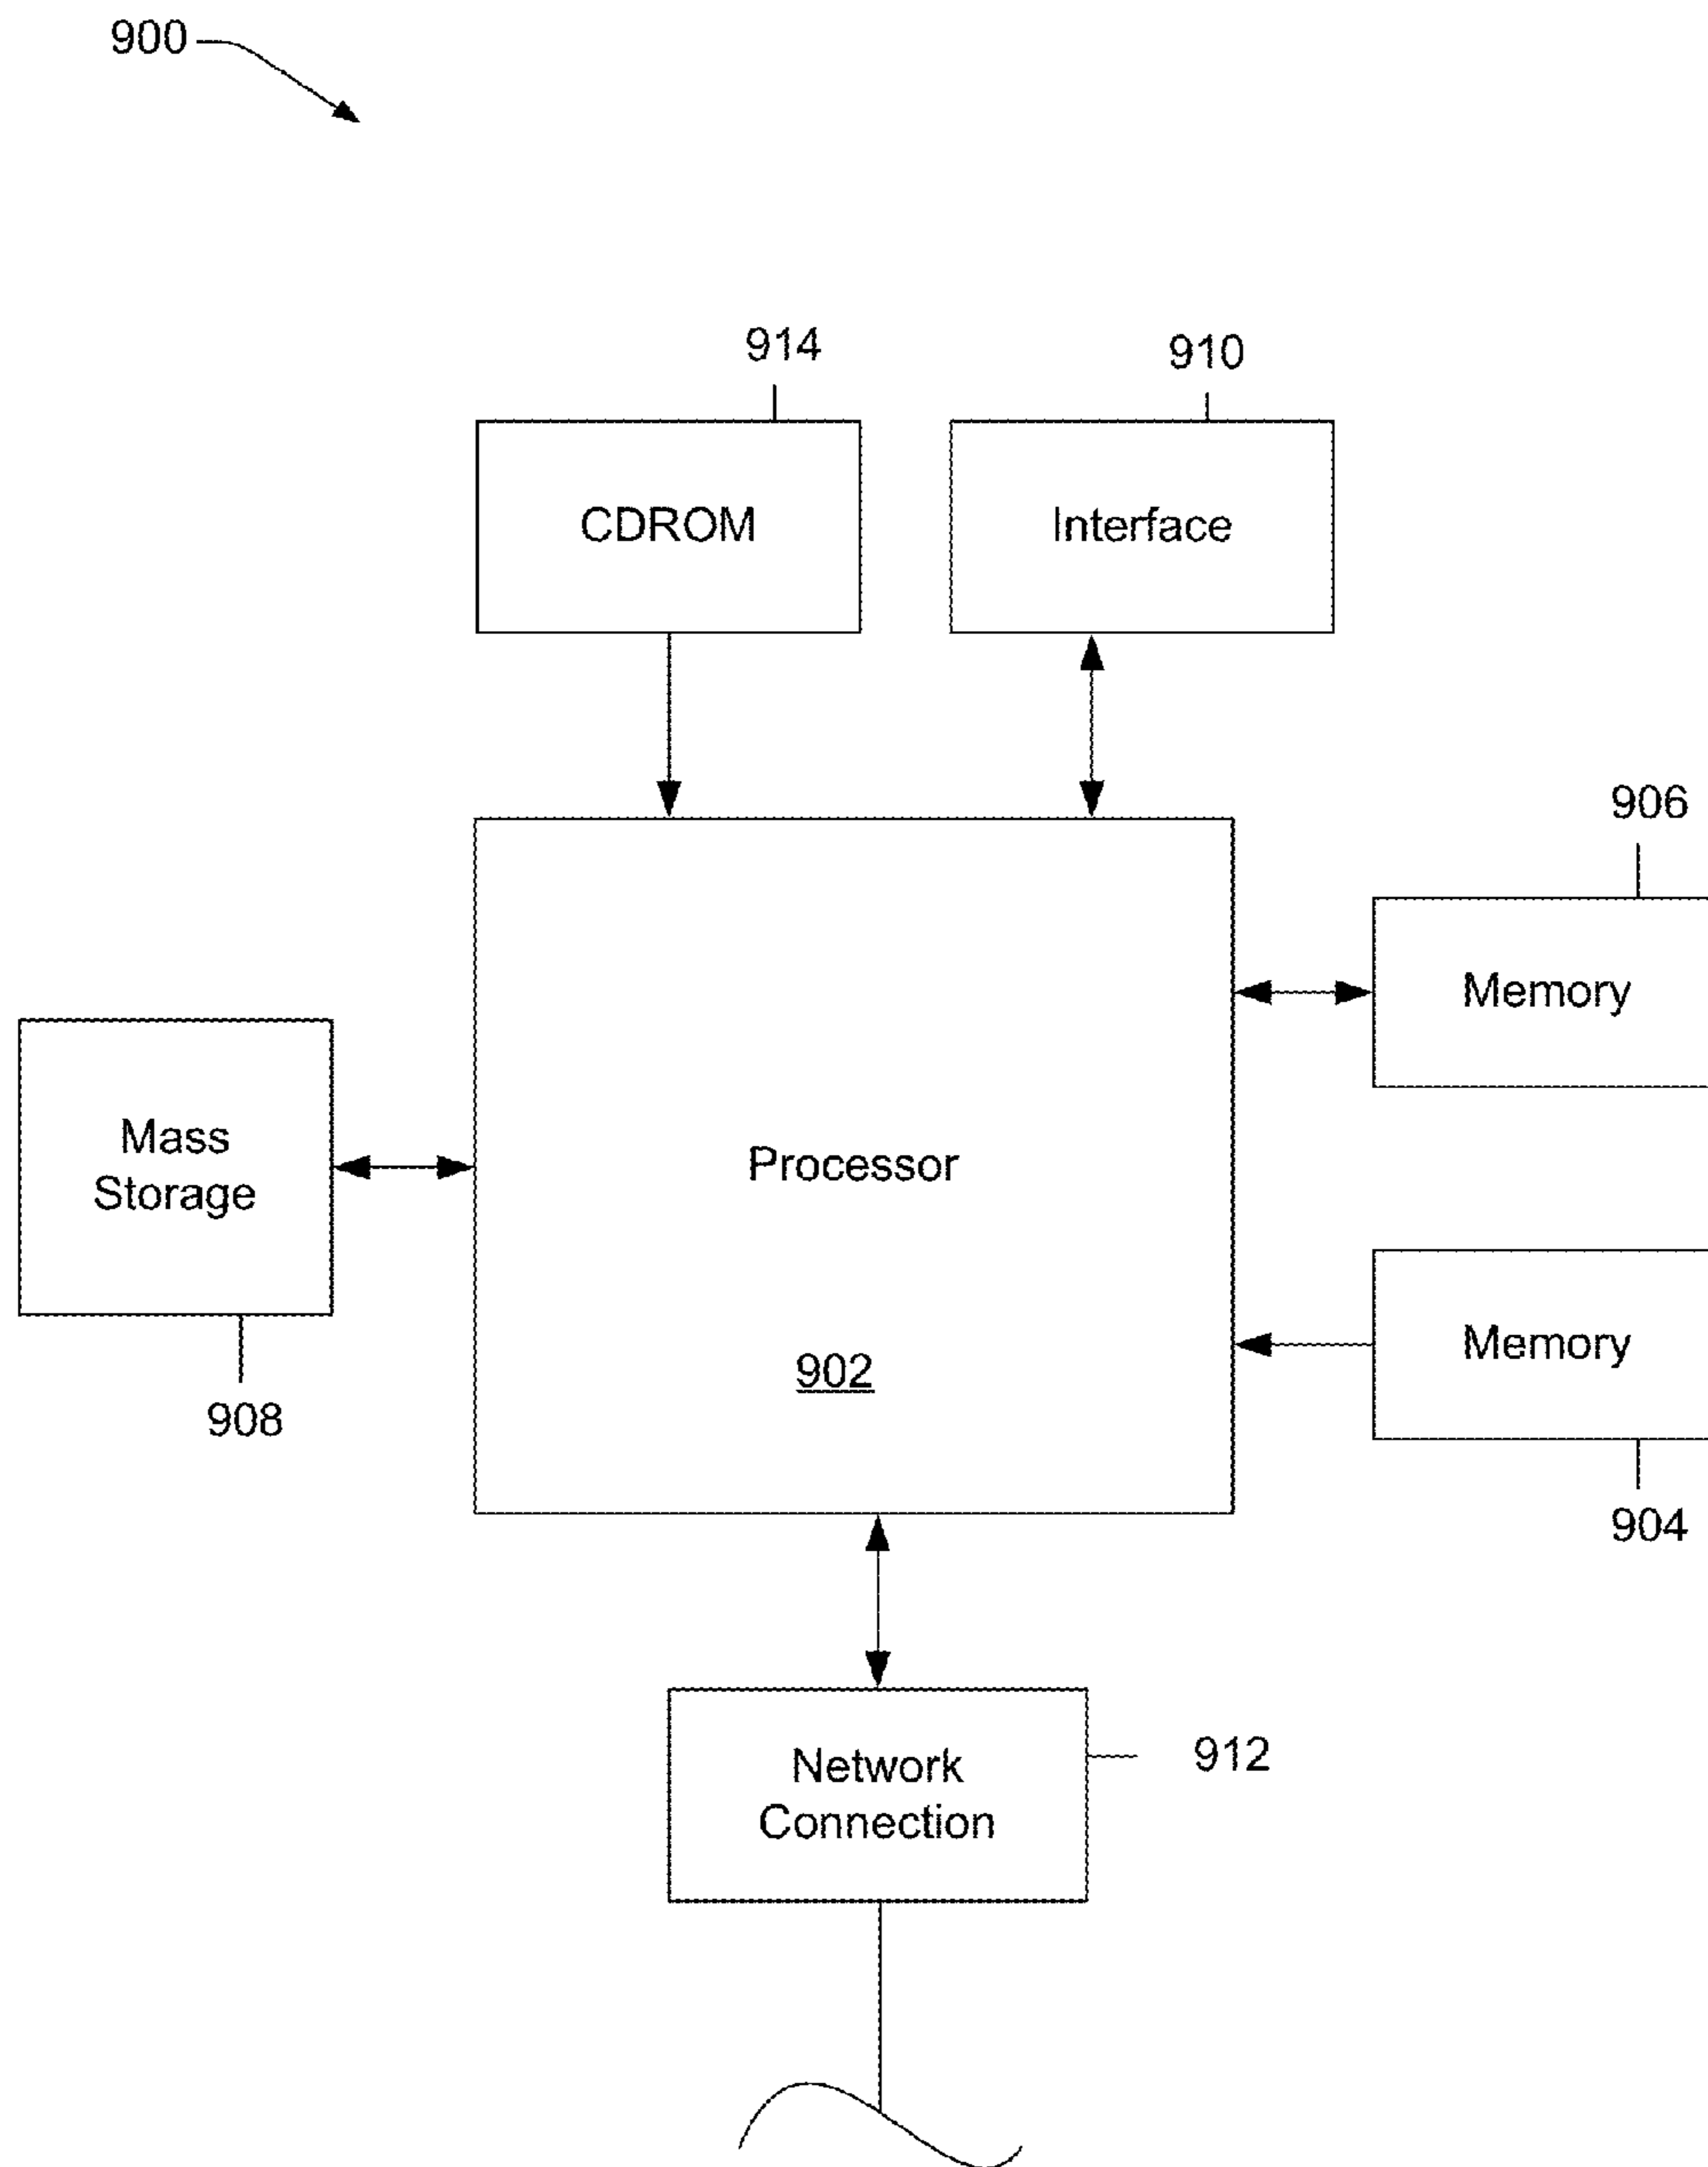 900
914
910
CDROM
Interface
906
Memory
Mass
Storage
Processor
Memory
902
908
904
Network
Connection
912